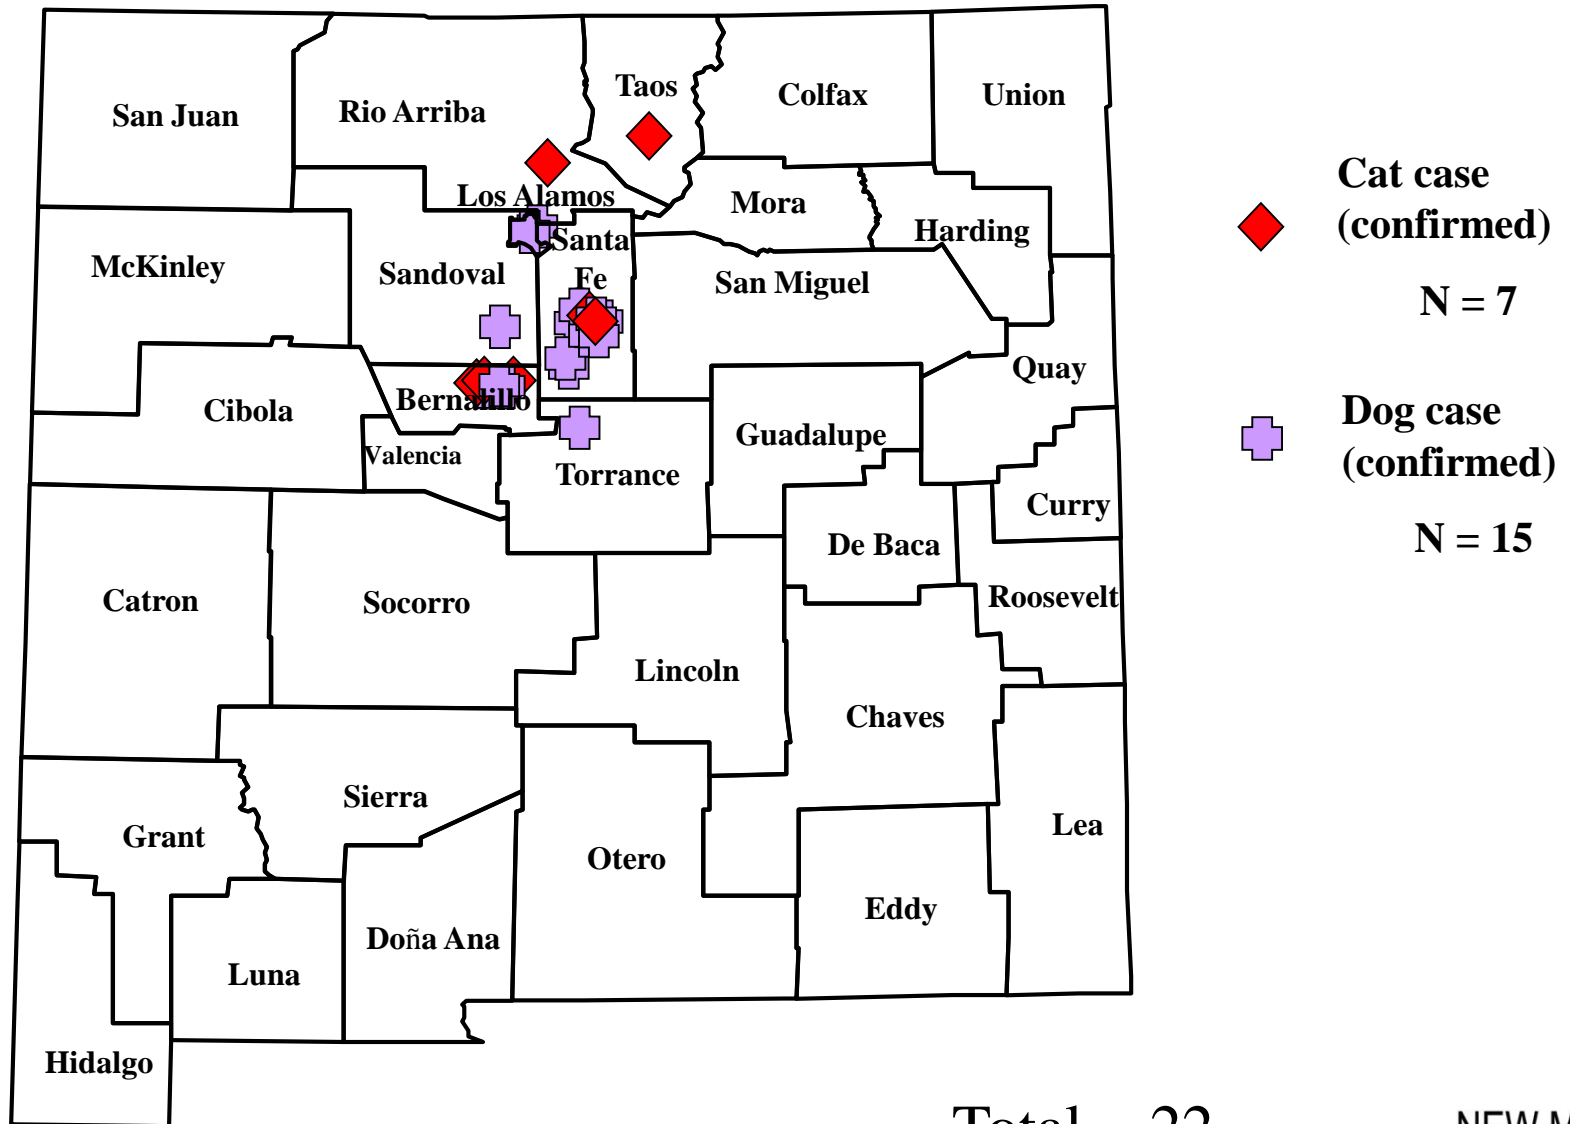 Taos
Colfax
Union
San Juan
Rio Arriba
Los Alamos
Mora
Harding
Santa
Fe
McKinley
Sandoval
San Miguel
Quay
Bernalillo
Cibola
Guadalupe
Valencia
Torrance
Curry
De Baca
Catron
Socorro
Roosevelt
Lincoln
Chaves
Sierra
Grant
Lea
Otero
Eddy
Doña Ana
Luna
Hidalgo
Cat case
(confirmed)
N = 7
Dog case
(confirmed)
N = 15
22
NEW M